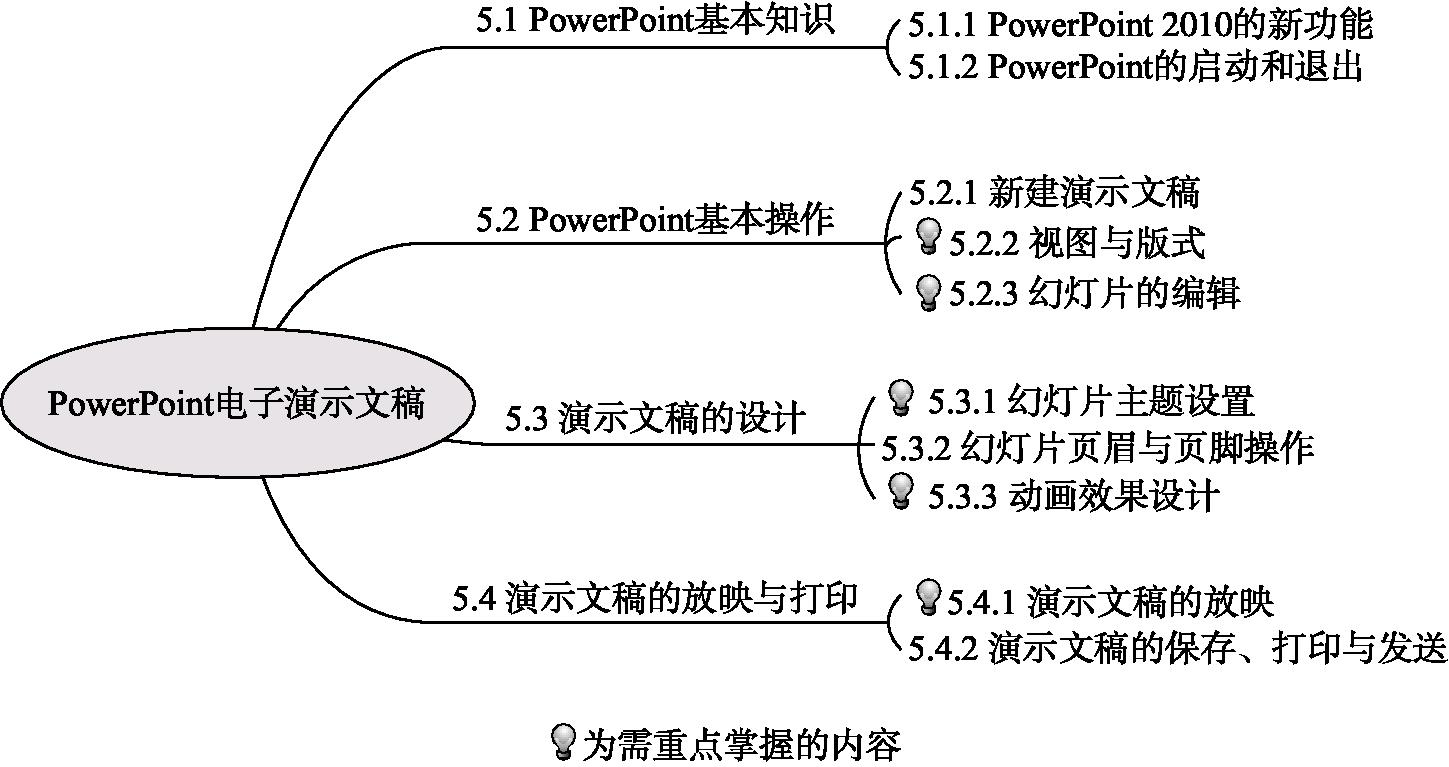 5.1 PowerPoint基本知识
5.1.1 PowerPoint 2010的新功能
5.1.2 PowerPoint的启动和退出
5.2 PowerPoint基本操作
5.2.1 新建演示文稿
5.2.2 视图与版式
5.2.3 幻灯片的编辑
PowerPoint电子演示文稿
5.3 演示文稿的设计
5.3.1 幻灯片主题设置
5.3.2 幻灯片页眉与页脚操作
5.3.3 动画效果设计
5.4 演示文稿的放映与打印
5.4.1 演示文稿的放映
5.4.2 演示文稿的保存、打印与发送
为需重点掌握的内容